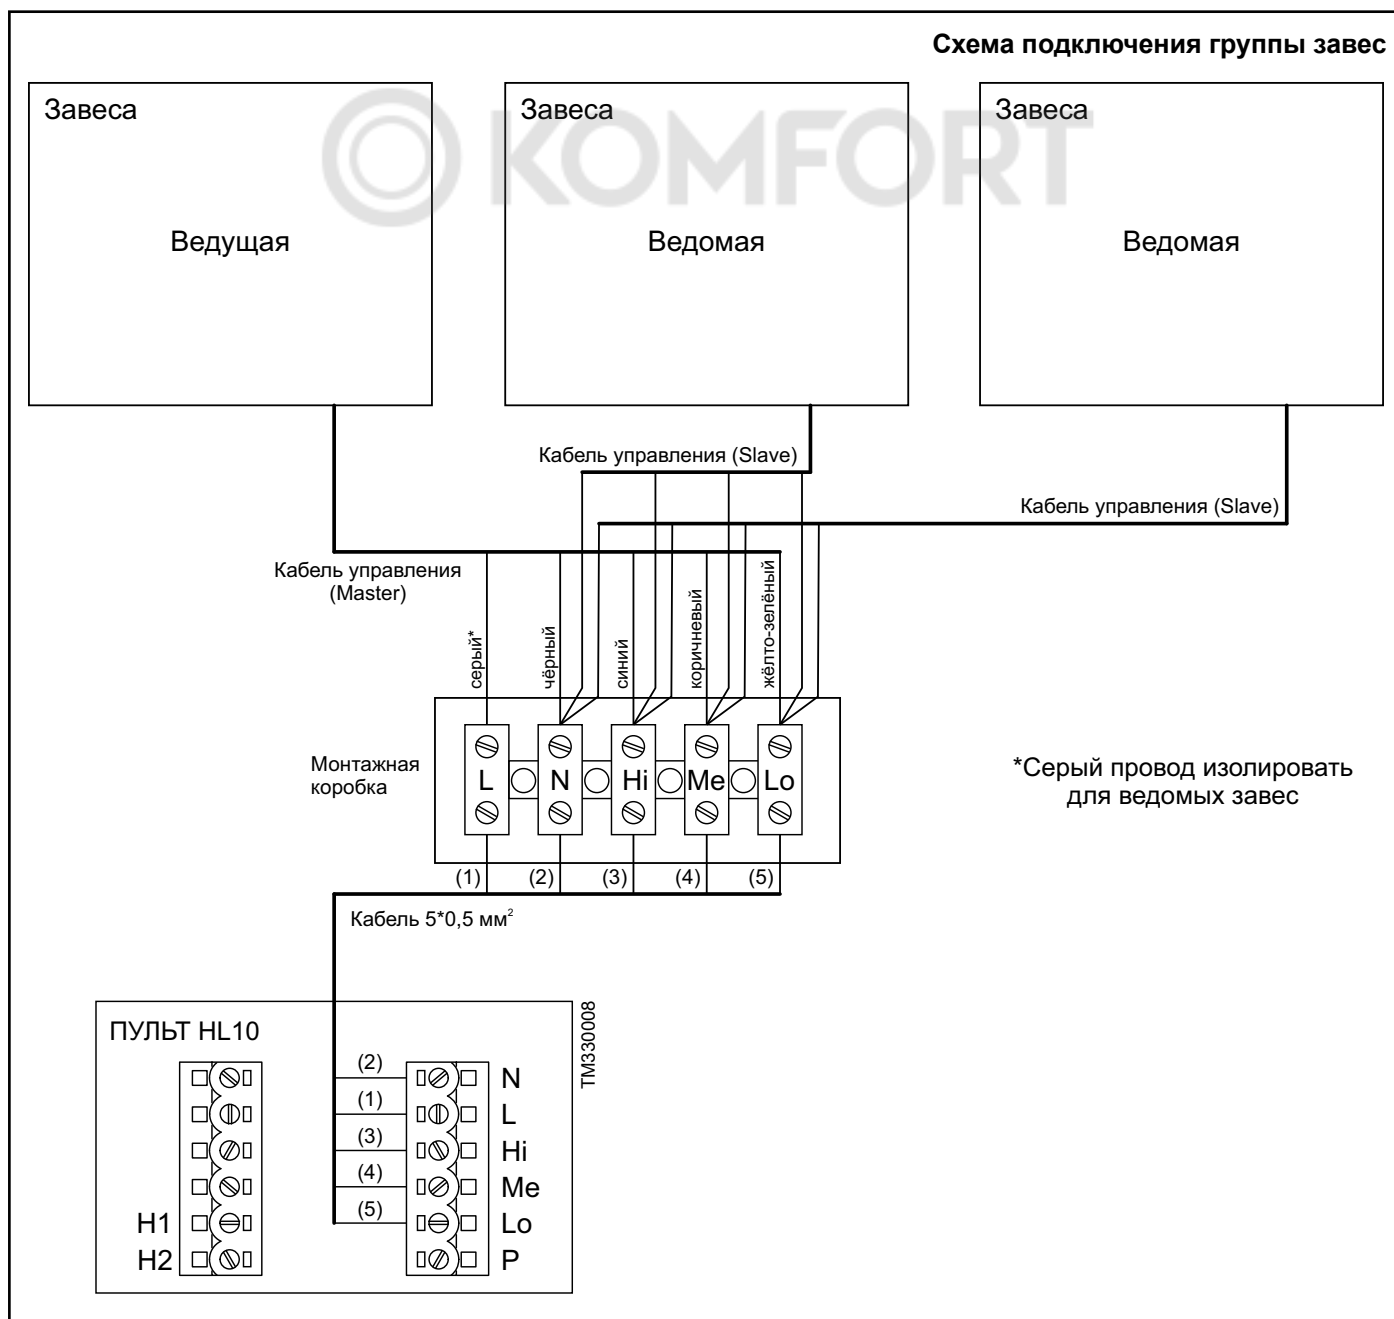 Схема подключения группы завес
Завеса
Завеса
Завеса
KOMFORT
Ведущая
Ведомая
Ведомая
Кабель управления (Slave)
Кабель управления (Slave)
Кабель управления
(Master)
серый*
чёрный
синий
коричневый
жёлто-зелёный
Монтажная
коробка
L
N
Hi
Me
Lo
*Серый провод изолировать
для ведомых завес
(1)
(2)
(3)
(4)
(5)
Кабель 5*0,5 мм²
ПУЛЬТ HL10
TM330008
(2)
N
(1)
L
(3)
Hi
(4)
Me
H1
(5)
Lo
H2
P